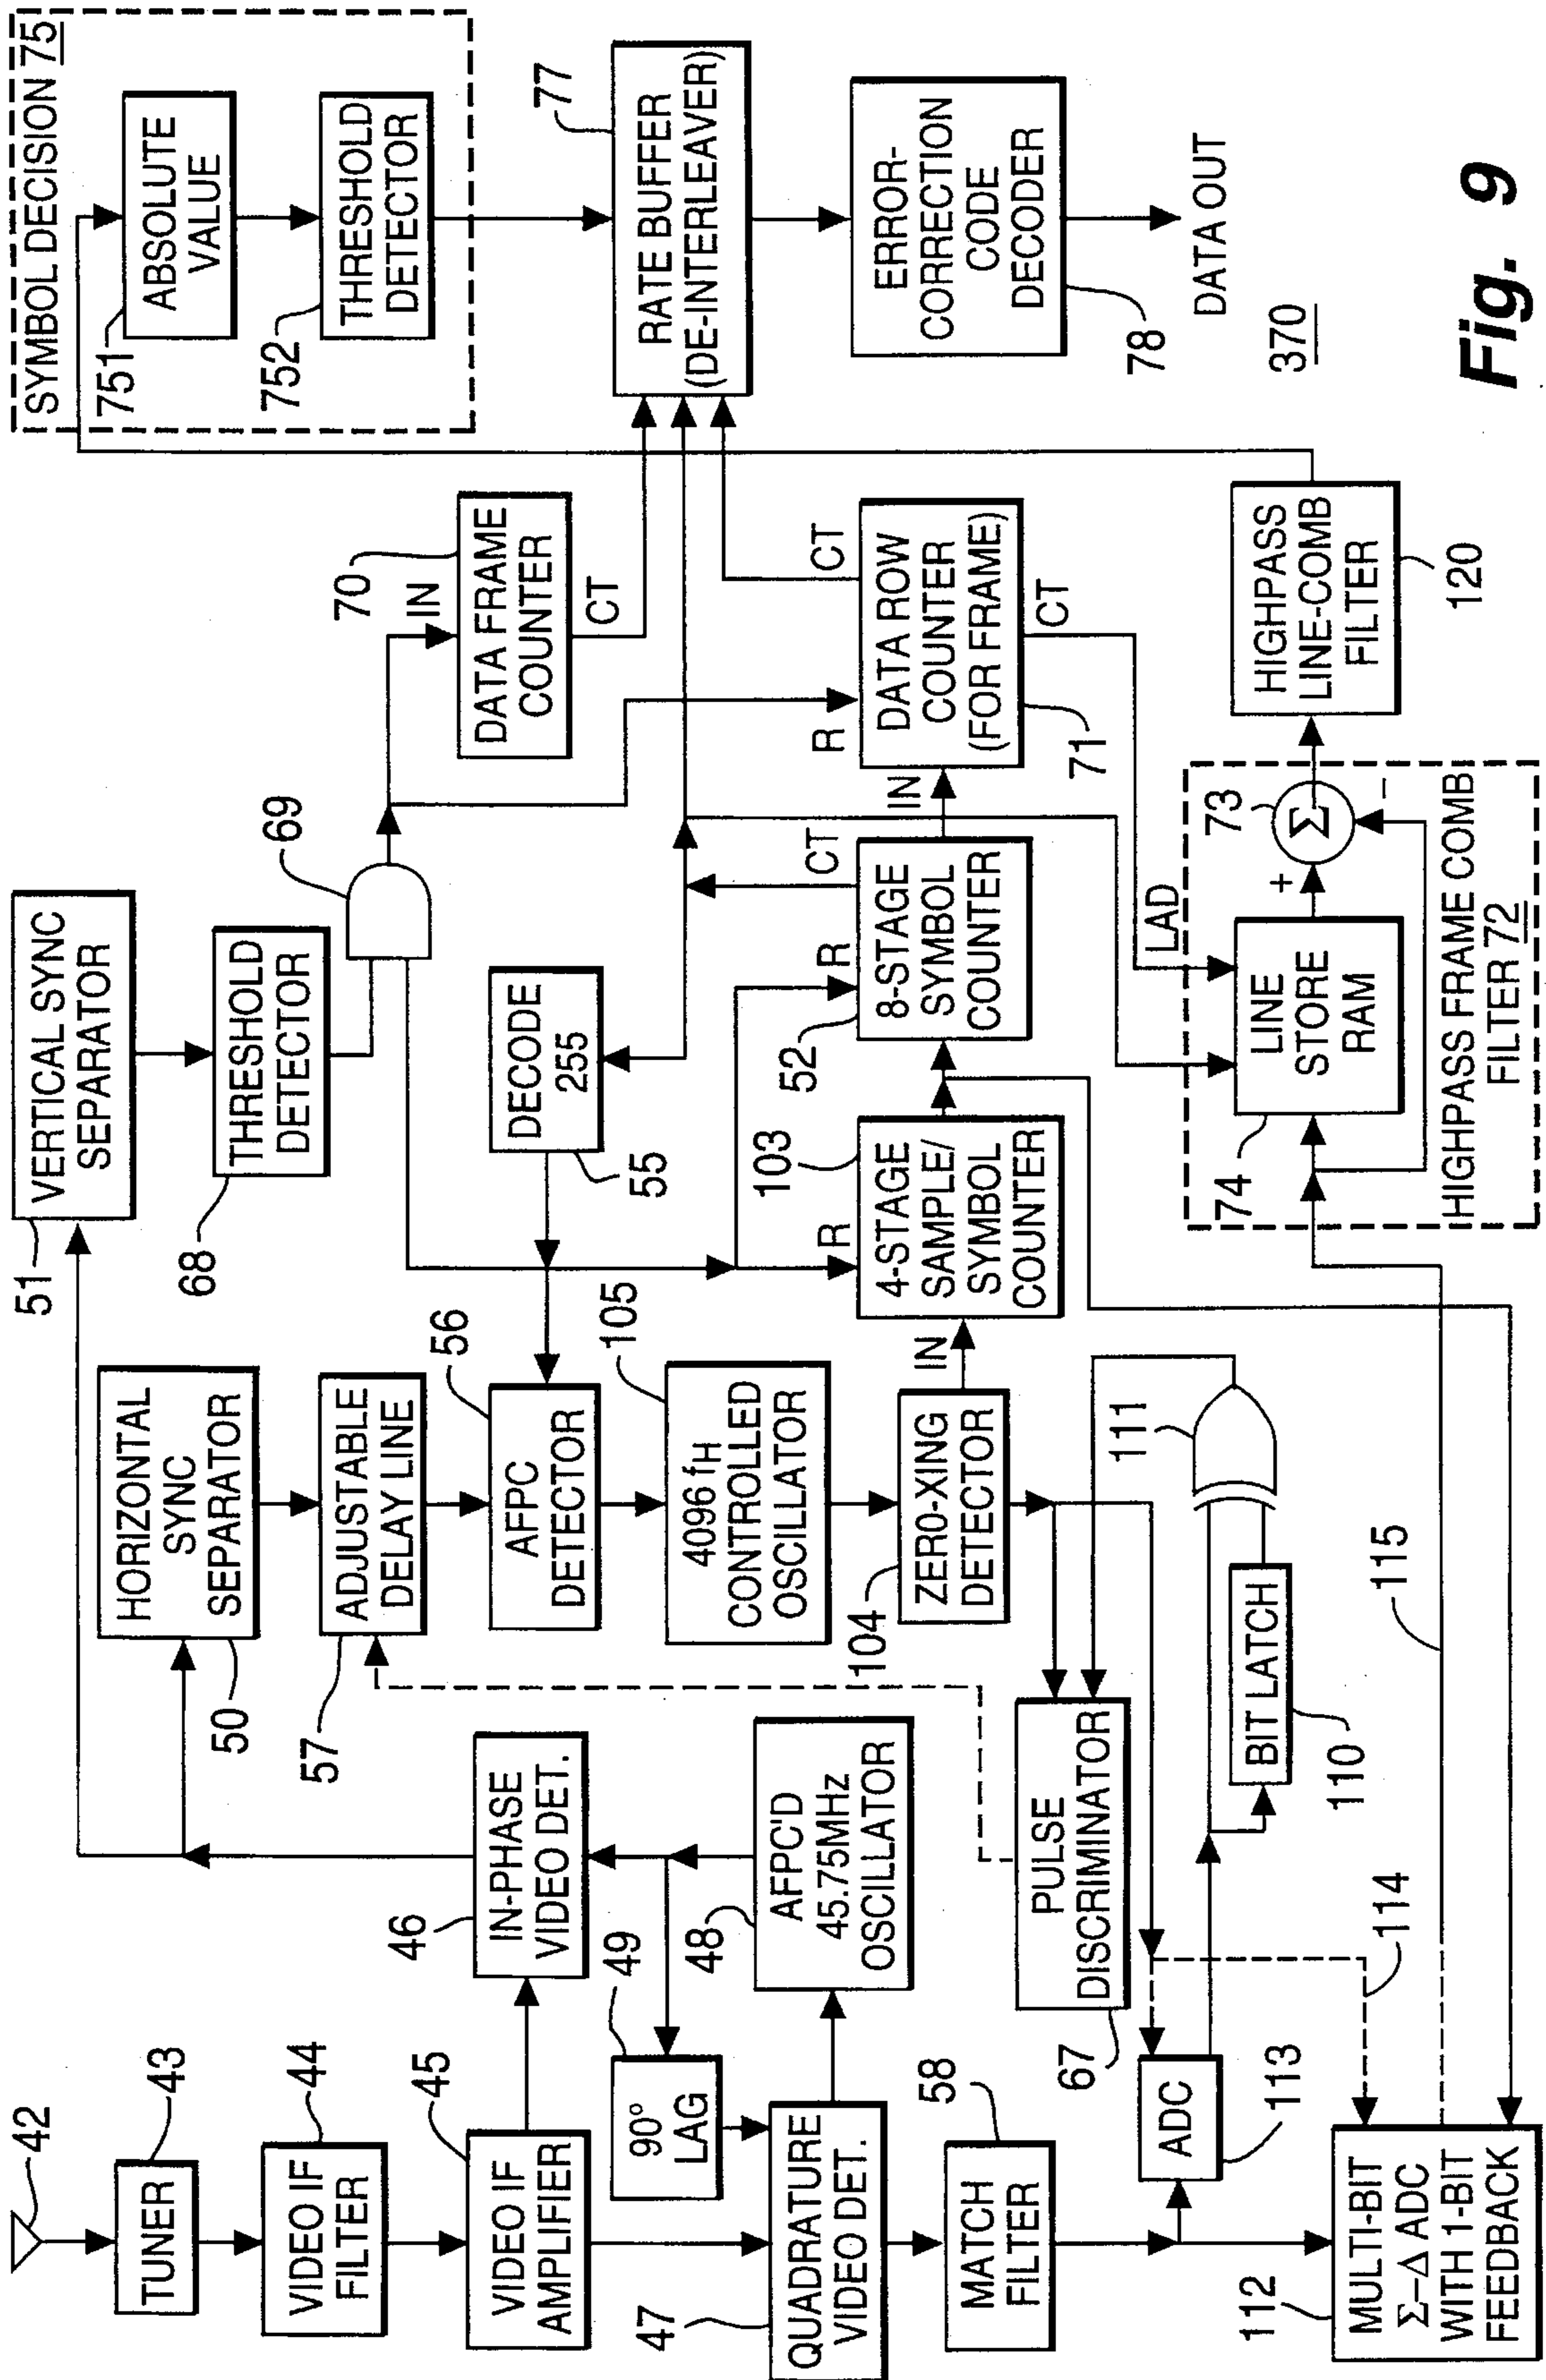 42
TUNER
43
VIDEO IF
FILTER
44
VIDEO IF
AMPLIFIER
45
IN-PHASE
VIDEO DET.
46
90°
LAG
49
AFPC'D
45.75MHz
OSCILLATOR
48
QUADRATURE
VIDEO DET.
47
MATCH
FILTER
58
ADC
113
MULTI-BIT
Σ–Δ ADC
WITH 1-BIT
FEEDBACK
112
114
115
PULSE
DISCRIMINATOR
67
BIT LATCH
110
111
HORIZONTAL
SYNC
SEPARATOR
50
ADJUSTABLE
DELAY LINE
57
AFPC
DETECTOR
56
4096 fH
CONTROLLED
OSCILLATOR
105
ZERO-XING
DETECTOR
104
IN
VERTICAL SYNC
SEPARATOR
51
THRESHOLD
DETECTOR
68
69
DECODE
255
55
4-STAGE
SAMPLE/
SYMBOL
COUNTER
103
R
8-STAGE
SYMBOL
COUNTER
52
R
CT
IN
DATA FRAME
COUNTER
70
IN
CT
DATA ROW
COUNTER
(FOR FRAME)
71
R
CT
CT
LAD
LINE
STORE
RAM
74
+
Σ
73
–
HIGHPASS FRAME COMB
FILTER 72
HIGHPASS
LINE-COMB
FILTER
120
SYMBOL DECISION 75
ABSOLUTE
VALUE
751
THRESHOLD
DETECTOR
752
RATE BUFFER
(DE-INTERLEAVER)
77
ERROR-
CORRECTION
CODE
DECODER
78
DATA OUT
370
Fig. 9